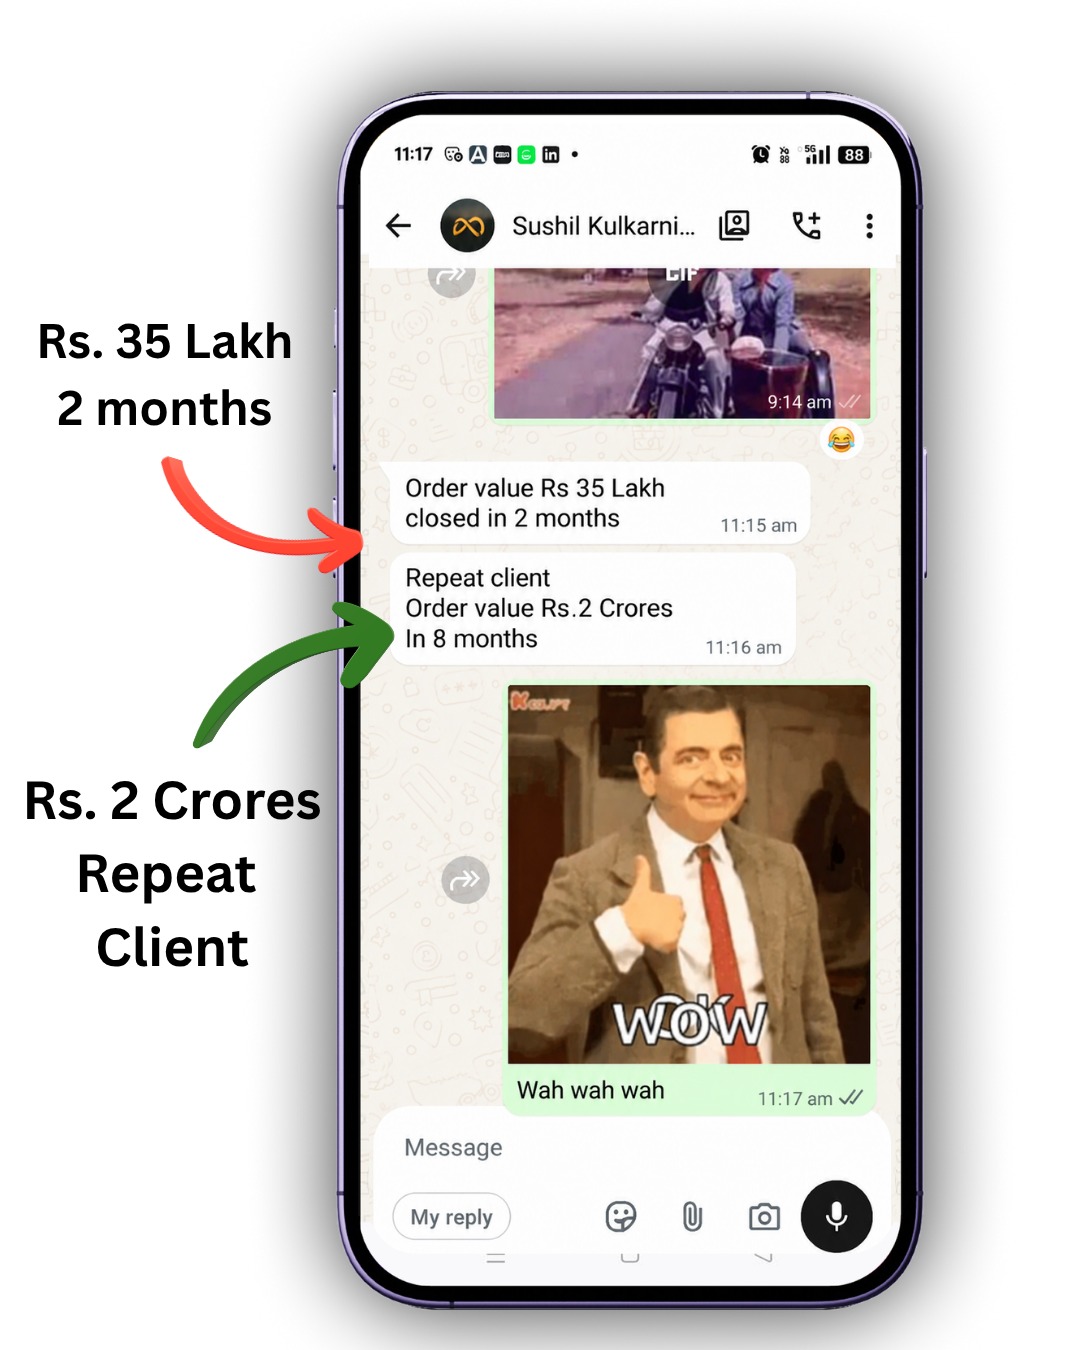 11:17
5G
88
Sushil Kulkarni...
GIF
9:14 am
Rs. 35 Lakh
2 months
Order value Rs 35 Lakh
closed in 2 months
11:15 am
Repeat client
Order value Rs.2 Crores
In 8 months
11:16 am
Rs. 2 Crores
Repeat
Client
WOW
Wah wah wah
11:17 am
Message
My reply